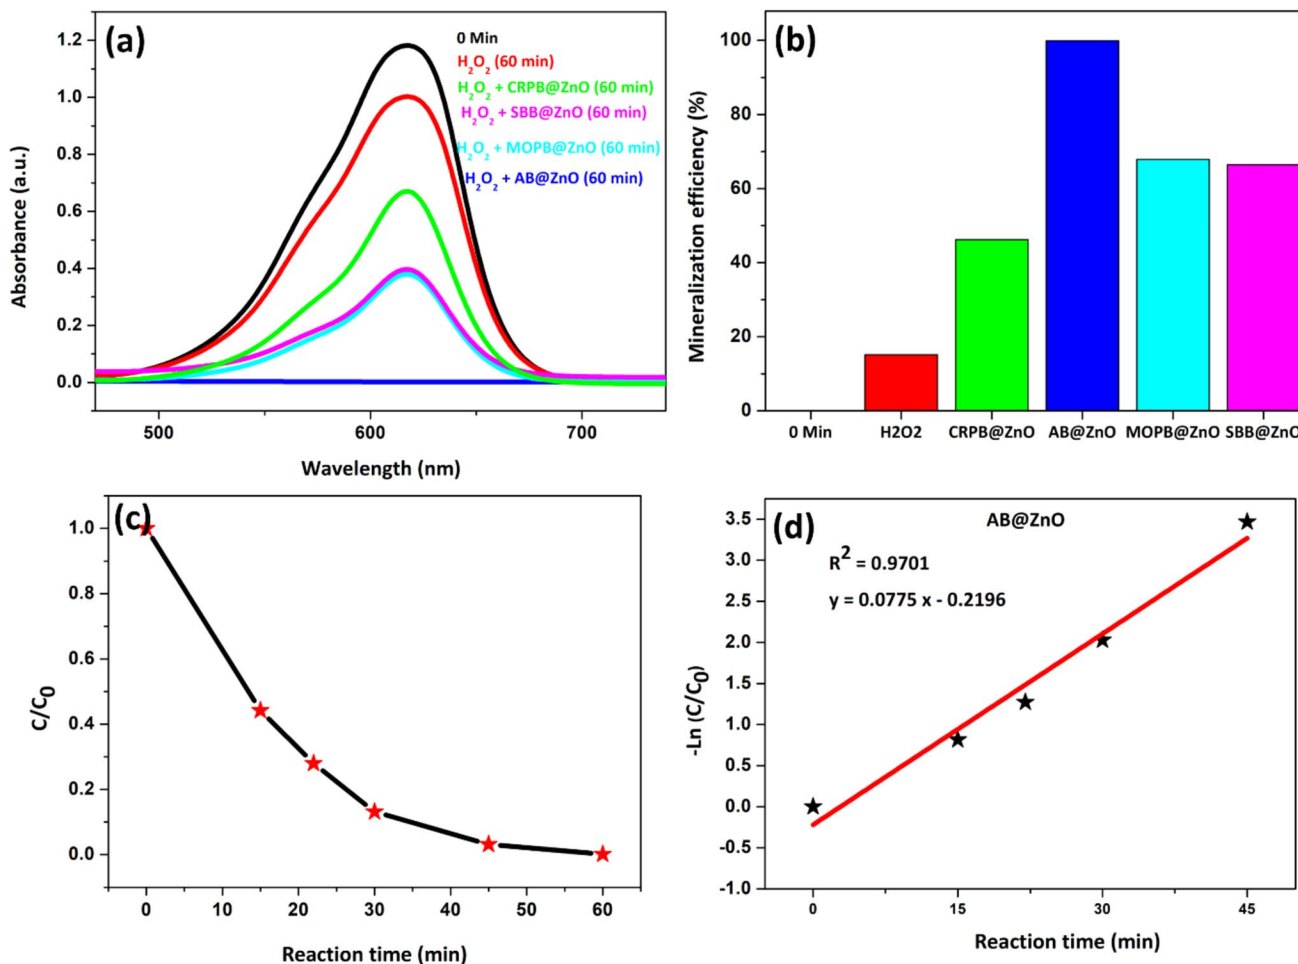 (a)
0 Min
H₂O₂ (60 min)
H₂O₂ + CRPB@ZnO (60 min)
H₂O₂ + SBB@ZnO (60 min)
H₂O₂ + MOPB@ZnO (60 min)
H₂O₂ + AB@ZnO (60 min)
Absorbance (a.u.)
1.2
1.0
0.8
0.6
0.4
0.2
0.0
500 600 700
Wavelength (nm)
(b)
Mineralization efficiency (%)
100
80
60
40
20
0
0 Min H2O2 CRPB@ZnO AB@ZnO MOPB@ZnO SBB@ZnO
(c)
C/C₀
1.0
0.8
0.6
0.4
0.2
0.0
0 10 20 30 40 50 60
Reaction time (min)
(d)
AB@ZnO
R² = 0.9701
y = 0.0775 x - 0.2196
-Ln (C/C₀)
3.5
3.0
2.5
2.0
1.5
1.0
0.5
0.0
-0.5
-1.0
0 15 30 45
Reaction time (min)